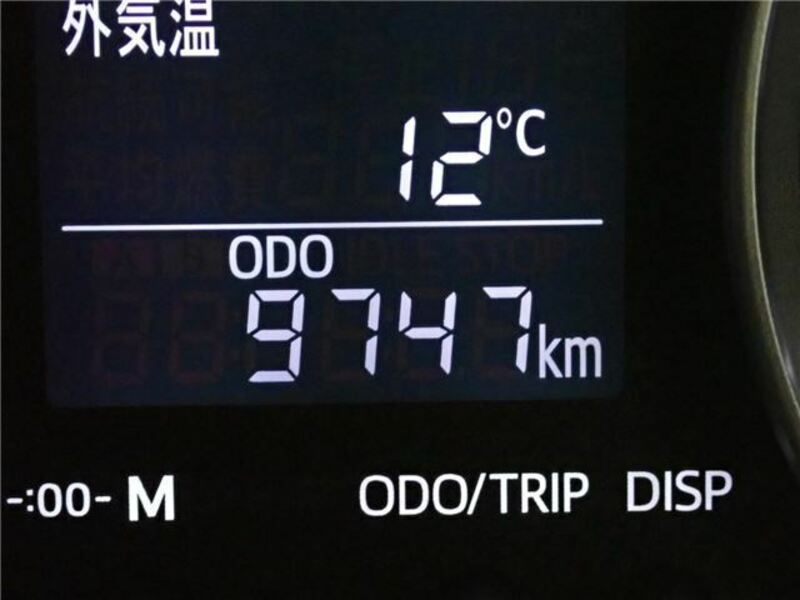 外気温
12°C
ODO
9747km
-:00- M ODO/TRIP DISP